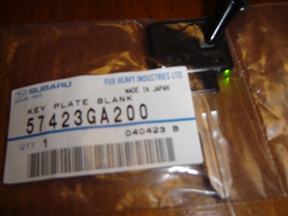 SUBARU
FUJI HEAVY INDUSTRIES LTD.
MADE IN JAPAN
KEY PLATE BLANK
57423GA200
040423 B
QTY 1